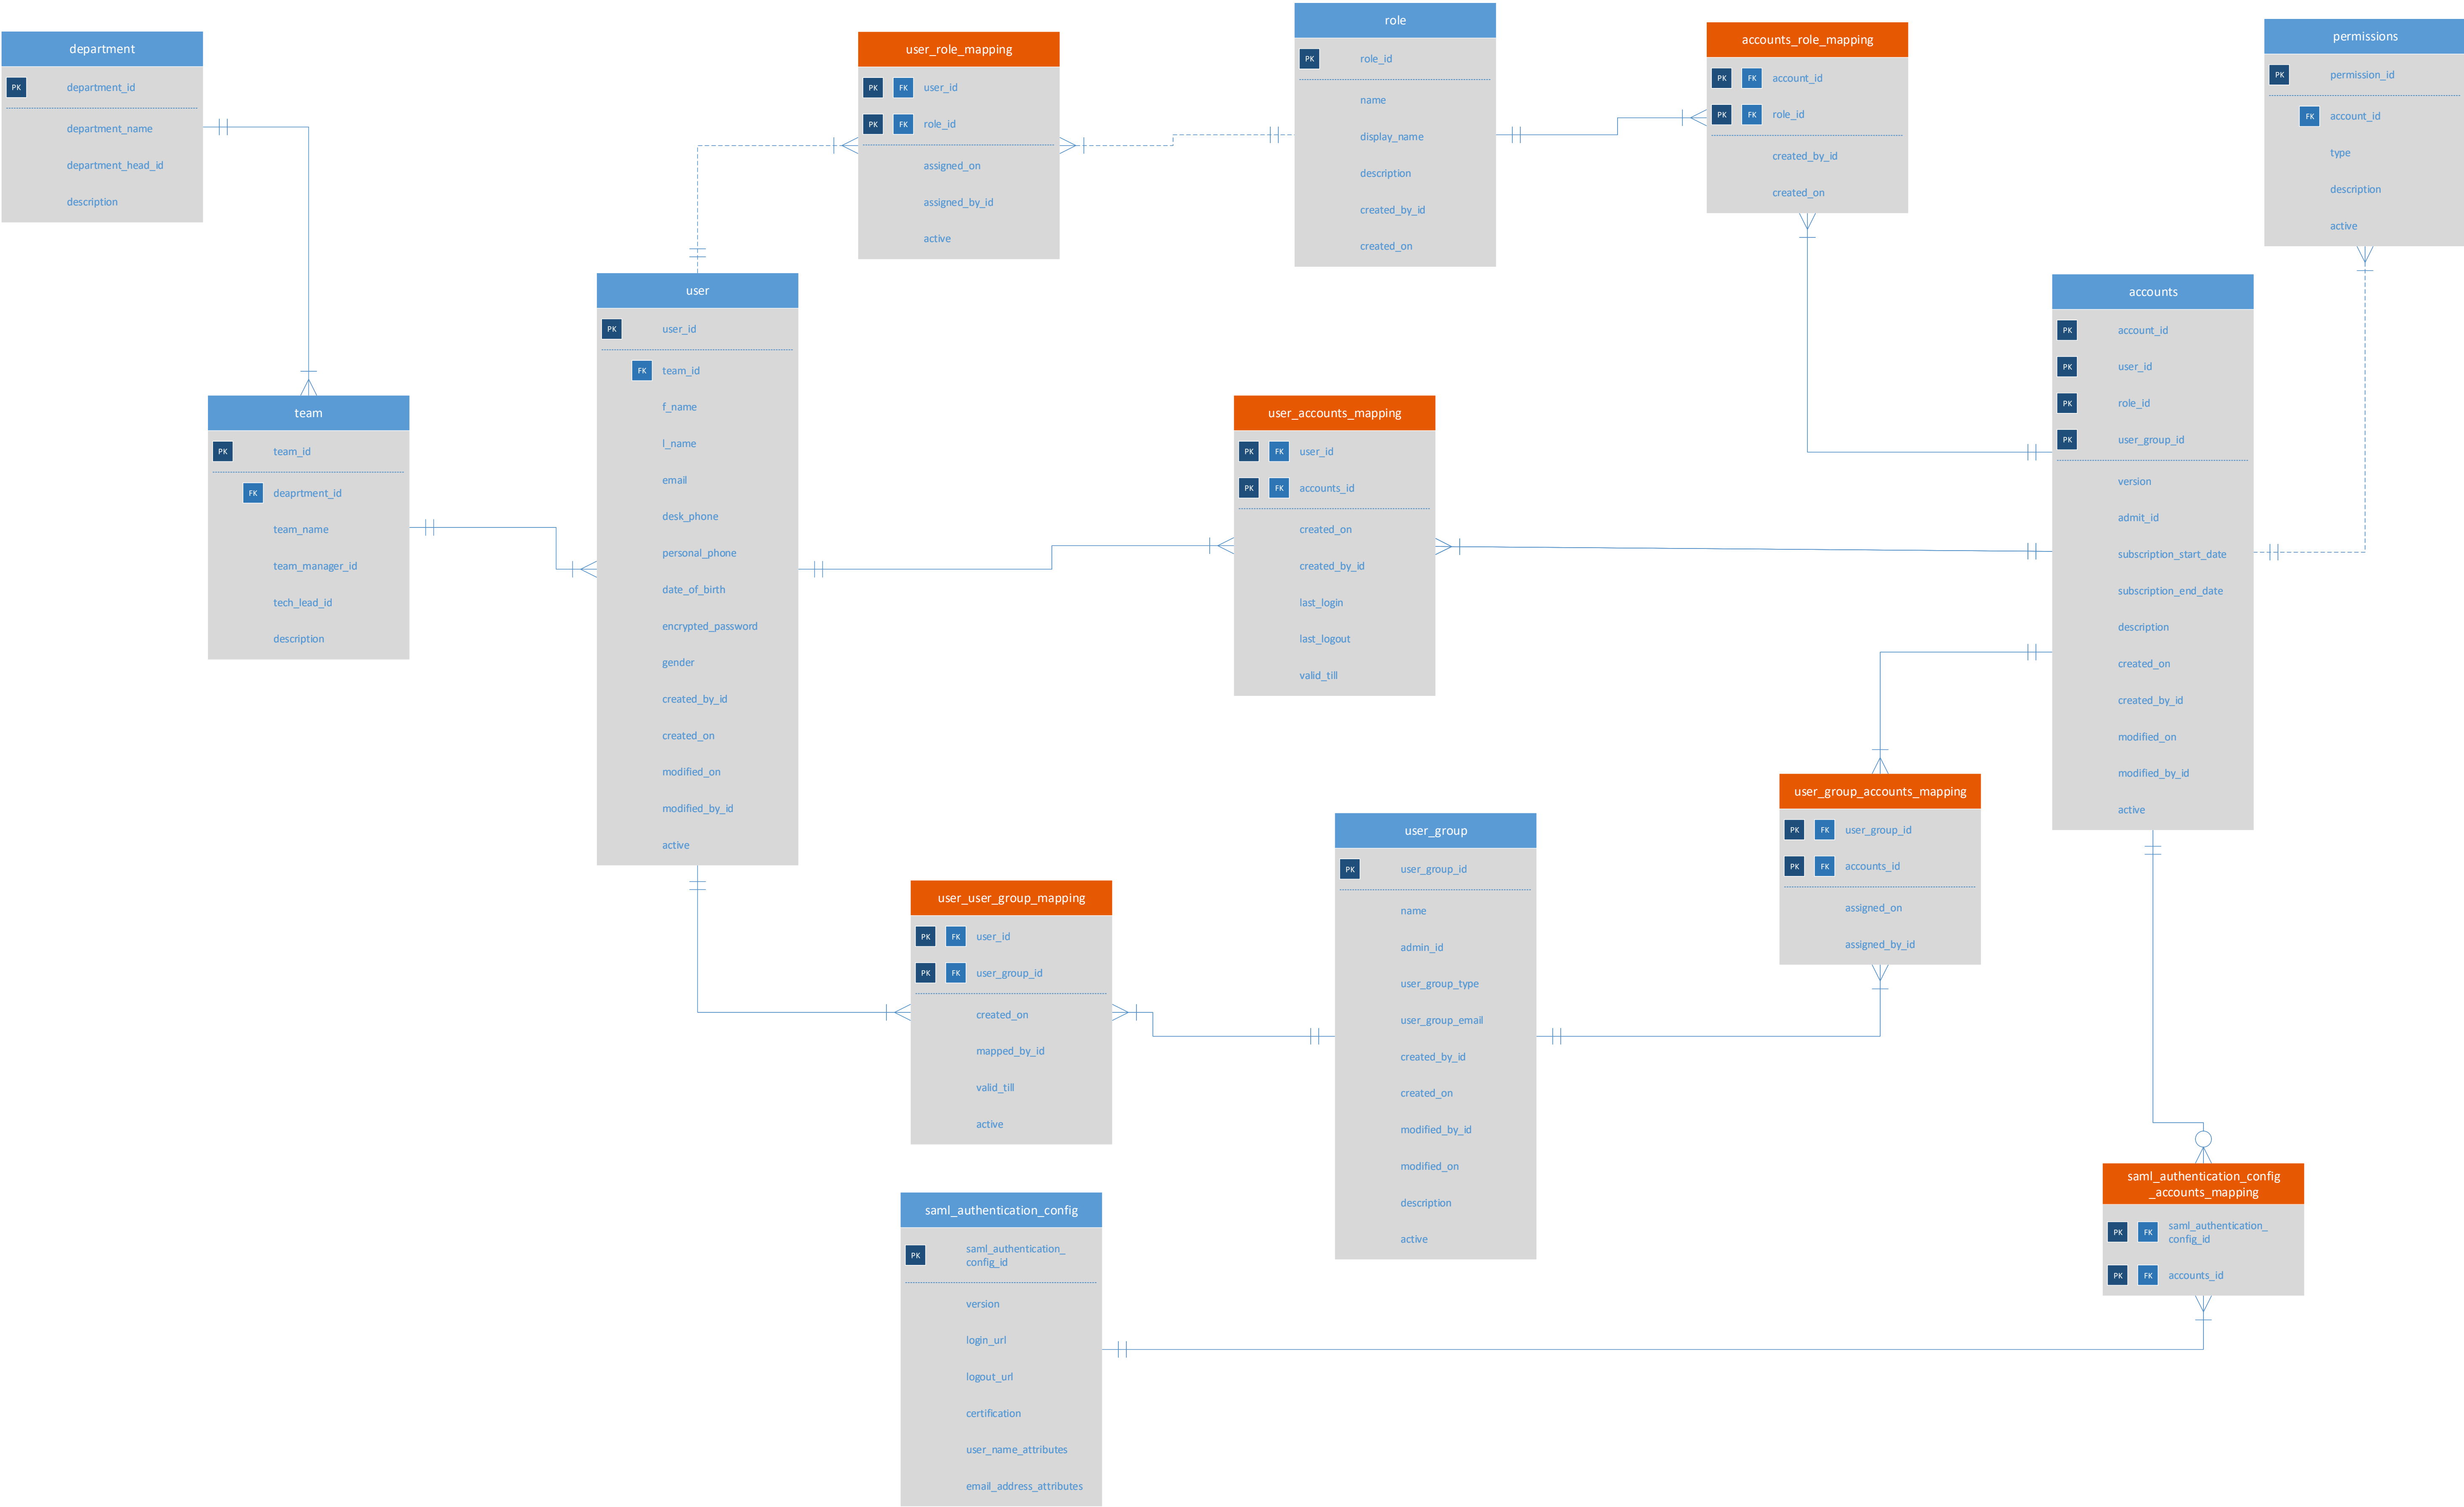 department
PK department_id
department_name
department_head_id
description
team
PK team_id
FK deaprtment_id
team_name
team_manager_id
tech_lead_id
description
user
PK user_id
FK team_id
f_name
l_name
email
desk_phone
personal_phone
date_of_birth
encrypted_password
gender
created_by_id
created_on
modified_on
modified_by_id
active
user_role_mapping
PK FK user_id
PK FK role_id
assigned_on
assigned_by_id
active
role
PK role_id
name
display_name
description
created_by_id
created_on
accounts_role_mapping
PK FK account_id
PK FK role_id
created_by_id
created_on
permissions
PK permission_id
FK account_id
type
description
active
accounts
PK account_id
PK user_id
PK role_id
PK user_group_id
version
admit_id
subscription_start_date
subscription_end_date
description
created_on
created_by_id
modified_on
modified_by_id
active
user_accounts_mapping
PK FK user_id
PK FK accounts_id
created_on
created_by_id
last_login
last_logout
valid_till
user_group_accounts_mapping
PK FK user_group_id
PK FK accounts_id
assigned_on
assigned_by_id
user_group
PK user_group_id
name
admin_id
user_group_type
user_group_email
created_by_id
created_on
modified_by_id
modified_on
description
active
user_user_group_mapping
PK FK user_id
PK FK user_group_id
created_on
mapped_by_id
valid_till
active
saml_authentication_config
PK saml_authentication_
config_id
version
login_url
logout_url
certification
user_name_attributes
email_address_attributes
saml_authentication_config
_accounts_mapping
PK FK saml_authentication_
config_id
PK FK accounts_id